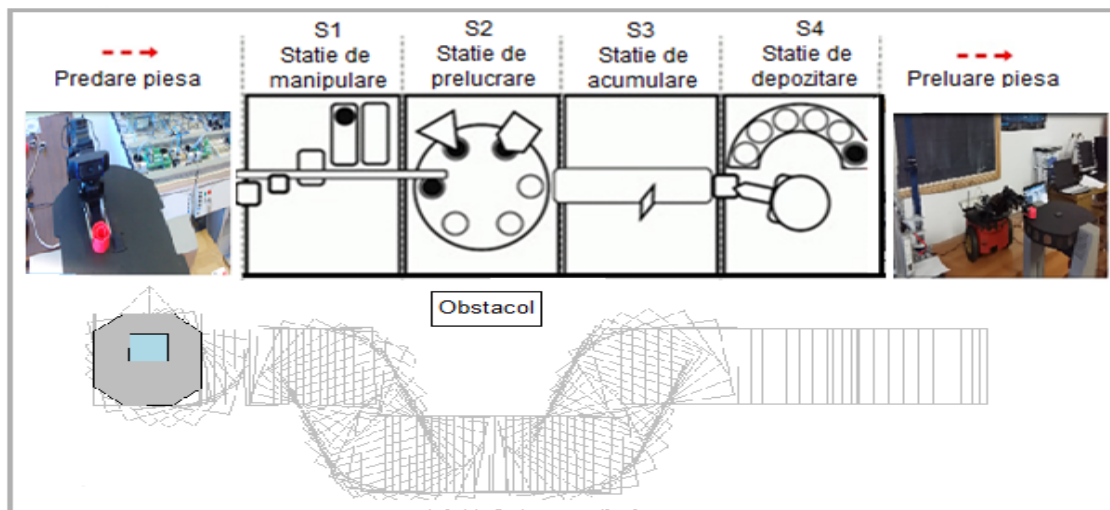 Predare piesa
S1
Statie de
manipulare
S2
Statie de
prelucrare
S3
Statie de
acumulare
S4
Statie de
depozitare
Preluare piesa
Obstacol